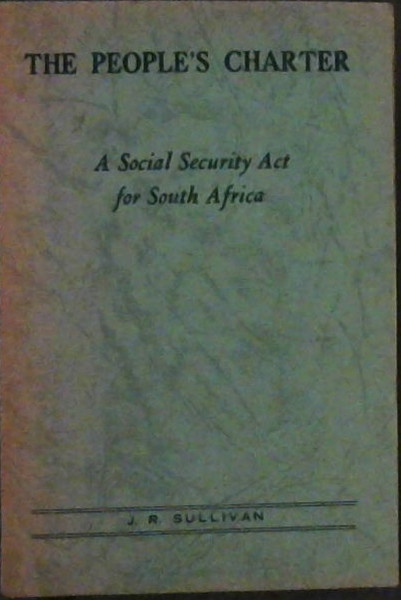 THE PEOPLE'S CHARTER
A Social Security Act
for South Africa
J. R. SULLIVAN